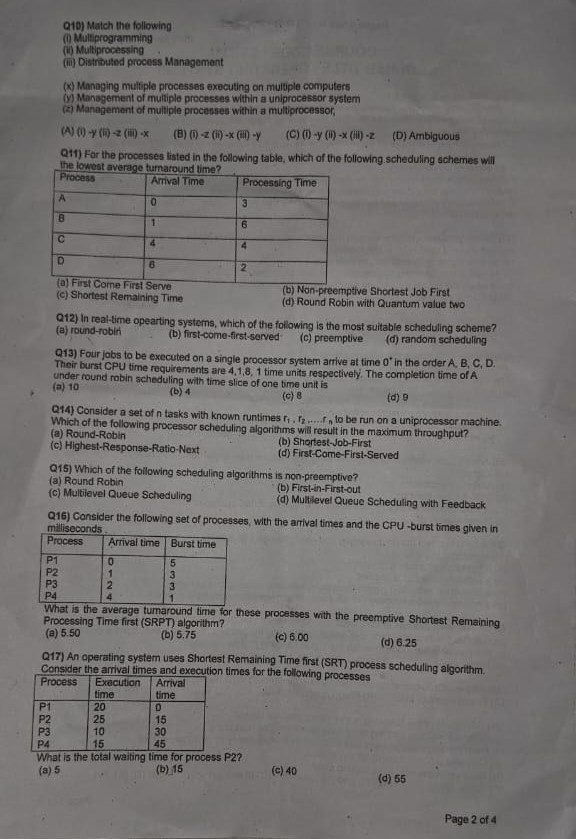 Q10) Match the following
(i) Multiprogramming
(ii) Multiprocessing
(iii) Distributed process Management
(x) Managing multiple processes executing on multiple computers
(y) Management of multiple processes within a uniprocessor system
(z) Management of multiple processes within a multiprocessor,
(A) (i) -y (ii) -z (iii) -x (B) (i) -z (ii) -x (iii) -y (C) (i) -y (ii) -x (iii) -z (D) Ambiguous
Q11) For the processes listed in the following table, which of the following scheduling schemes will
the lowest average turnaround time?
Process Arrival Time Processing Time
A 0 3
B 1 6
C 4 4
D 6 2
(a) First Come First Serve (b) Non-preemptive Shortest Job First
(c) Shortest Remaining Time (d) Round Robin with Quantum value two
Q12) In real-time opearting systems, which of the following is the most suitable scheduling scheme?
(a) round-robin (b) first-come-first-served (c) preemptive (d) random scheduling
Q13) Four jobs to be executed on a single processor system arrive at time 0⁺ in the order A, B, C, D.
Their burst CPU time requirements are 4,1,8, 1 time units respectively. The completion time of A
under round robin scheduling with time slice of one time unit is
(a) 10 (b) 4 (c) 8 (d) 9
Q14) Consider a set of n tasks with known runtimes r₁, r₂.....rₙ to be run on a uniprocessor machine.
Which of the following processor scheduling algorithms will result in the maximum throughput?
(a) Round-Robin (b) Shortest-Job-First
(c) Highest-Response-Ratio-Next (d) First-Come-First-Served
Q15) Which of the following scheduling algorithms is non-preemptive?
(a) Round Robin (b) First-in-First-out
(c) Multilevel Queue Scheduling (d) Multilevel Queue Scheduling with Feedback
Q16) Consider the following set of processes, with the arrival times and the CPU -burst times given in
milliseconds.
Process Arrival time Burst time
P1 0 5
P2 1 3
P3 2 3
P4 4 1
What is the average turnaround time for these processes with the preemptive Shortest Remaining
Processing Time first (SRPT) algorithm?
(a) 5.50 (b) 5.75 (c) 6.00 (d) 6.25
Q17) An operating system uses Shortest Remaining Time first (SRT) process scheduling algorithm.
Consider the arrival times and execution times for the following processes
Process Execution time Arrival time
P1 20 0
P2 25 15
P3 10 30
P4 15 45
What is the total waiting time for process P2?
(a) 5 (b) 15 (c) 40 (d) 55
Page 2 of 4